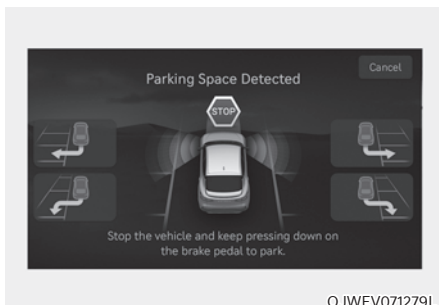 Cancel
Parking Space Detected
STOP
Stop the vehicle and keep pressing down on
the brake pedal to park.
OJWEV071279L